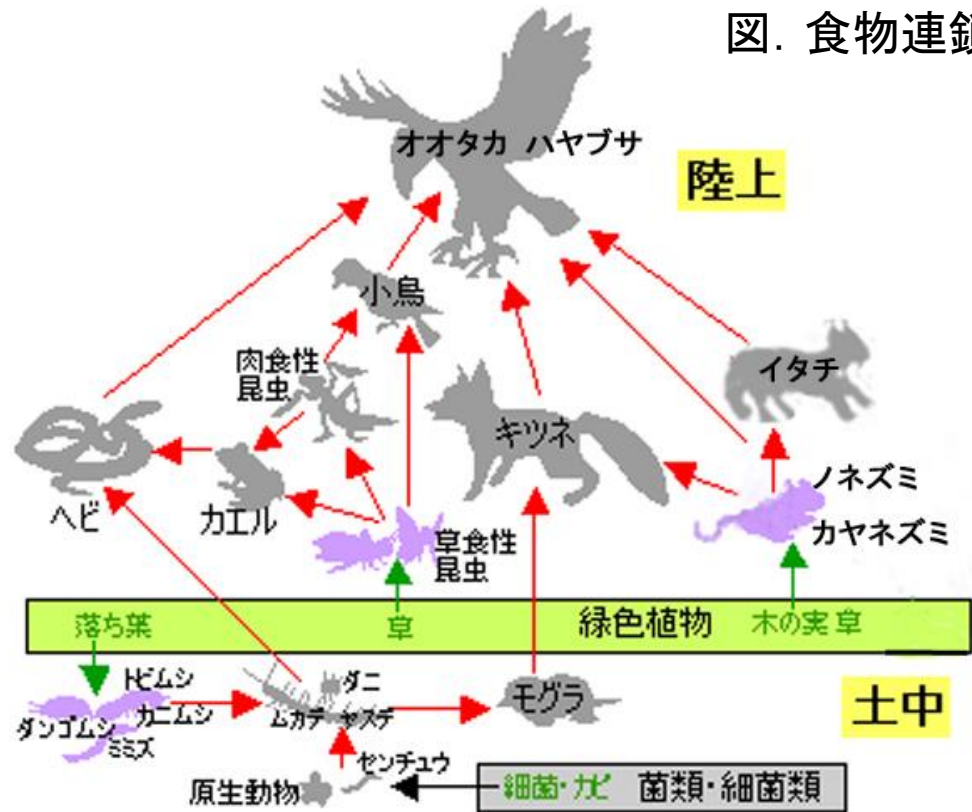 図. 食物連鎖
オオタカ ハヤブサ
陸上
小鳥
肉食性
昆虫
イタチ
キツネ
ヘビ
カエル
草食性
昆虫
ノネズミ
カヤネズミ
落ち葉
草
緑色植物
木の実 草
トビムシ
カニムシ
ダンゴムシ
ミミズ
ダニ
ムカデ ヤスデ
モグラ
土中
センチュウ
原生動物
細菌・カビ 菌類・細菌類